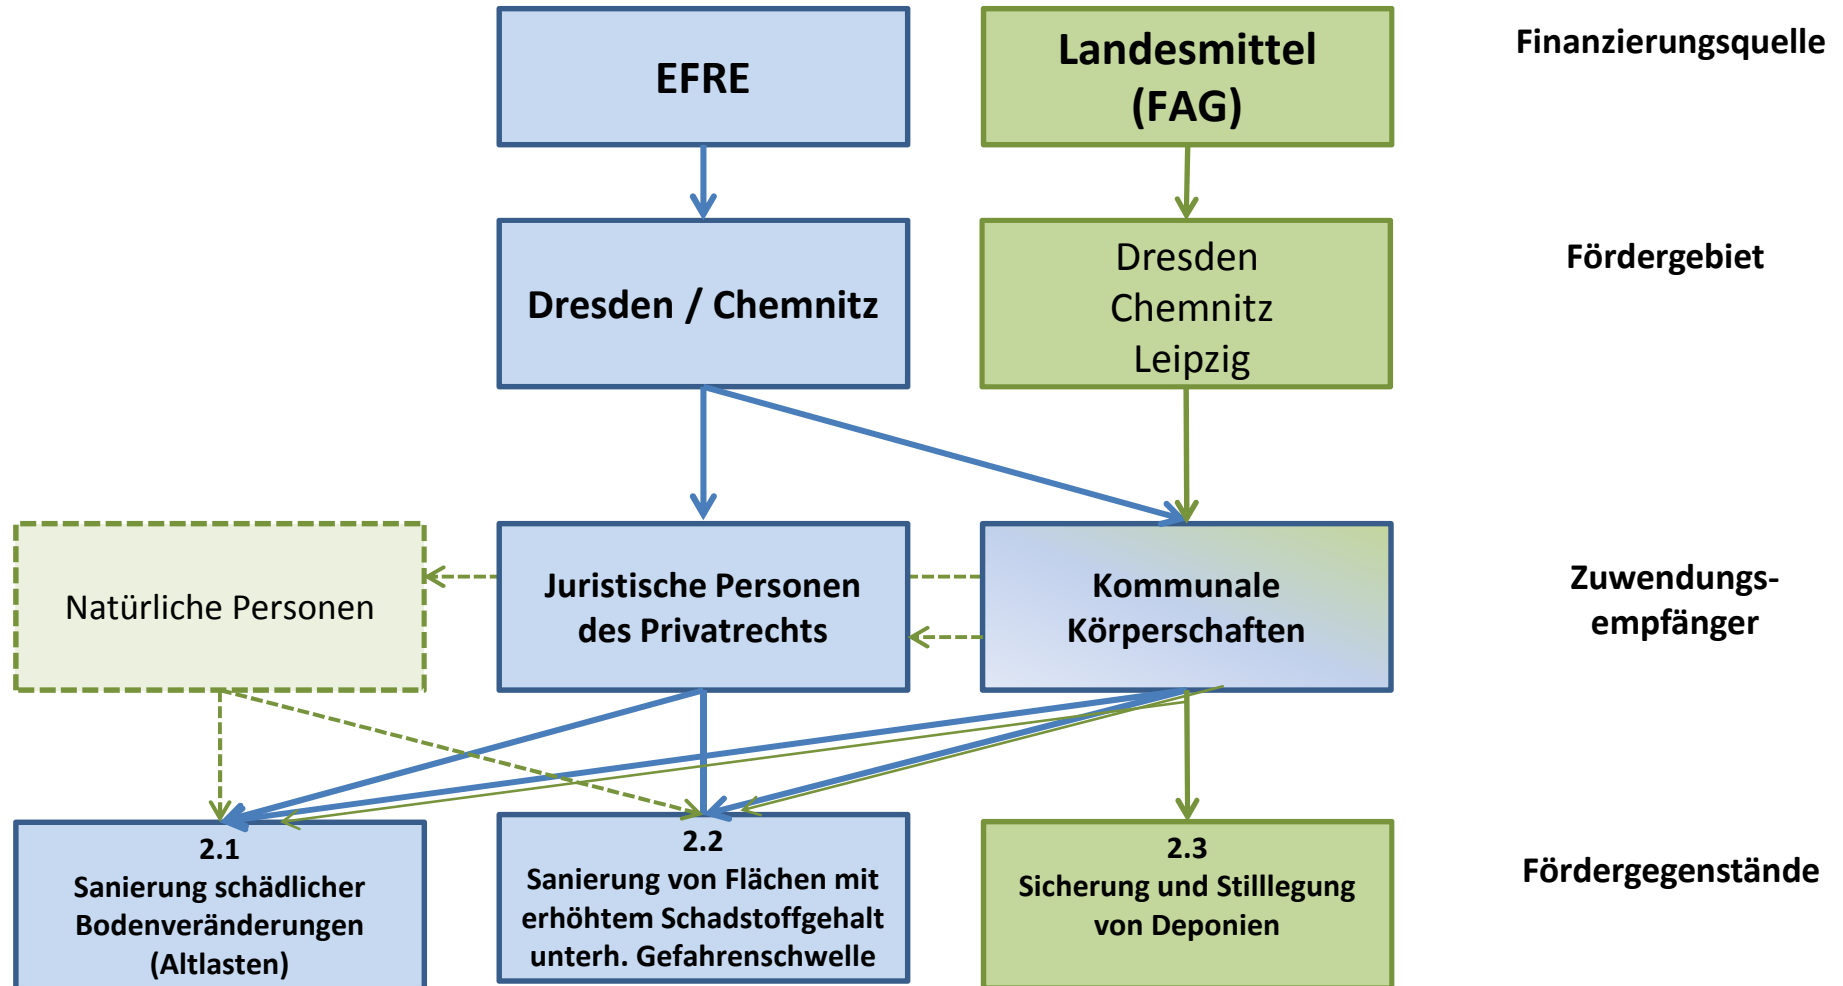 EFRE
Landesmittel
(FAG)
Finanzierungsquelle
Dresden / Chemnitz
Dresden
Chemnitz
Leipzig
Fördergebiet
Natürliche Personen
Juristische Personen
des Privatrechts
Kommunale
Körperschaften
Zuwendungs-
empfänger
2.1
Sanierung schädlicher
Bodenveränderungen
(Altlasten)
2.2
Sanierung von Flächen mit
erhöhtem Schadstoffgehalt
unterh. Gefahrenschwelle
2.3
Sicherung und Stilllegung
von Deponien
Fördergegenstände